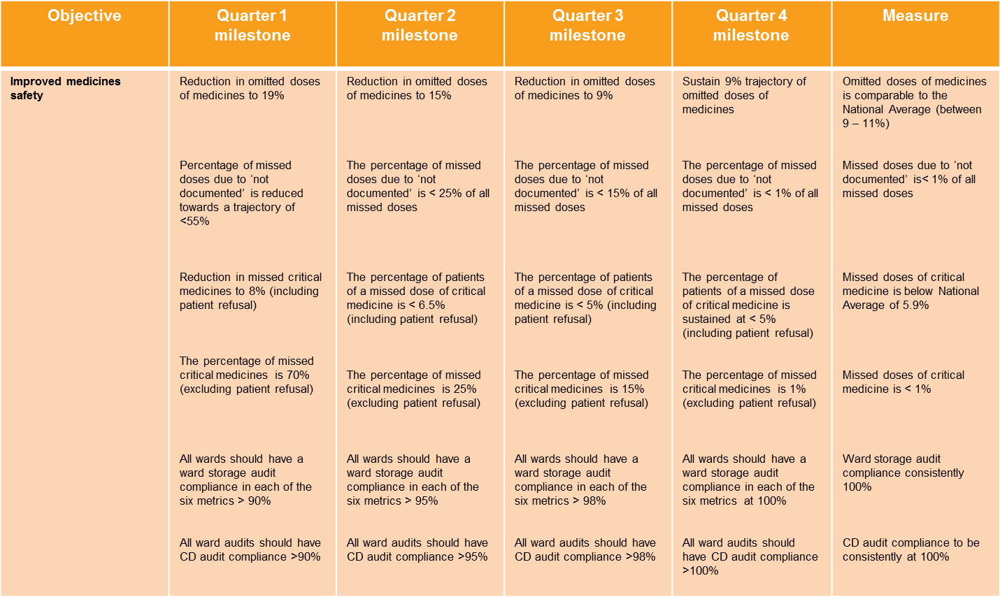 Objective
Quarter 1
milestone
Quarter 2
milestone
Quarter 3
milestone
Quarter 4
milestone
Measure
Improved medicines
safety
Reduction in omitted doses
of medicines to 19%
Reduction in omitted doses
of medicines to 15%
Reduction in omitted doses
of medicines to 9%
Sustain 9% trajectory of
omitted doses of
medicines
Omitted doses of medicines
is comparable to the
National Average (between
9 – 11%)
Percentage of missed
doses due to ‘not
documented’ is reduced
towards a trajectory of
<55%
The percentage of missed
doses due to ‘not
documented’ is < 25% of all
missed doses
The percentage of missed
doses due to ‘not
documented’ is < 15% of all
missed doses
The percentage of missed
doses due to ‘not
documented’ is < 1% of all
missed doses
Missed doses due to ‘not
documented’ is< 1% of all
missed doses
Reduction in missed critical
medicines to 8% (including
patient refusal)
The percentage of patients
of a missed dose of critical
medicine is < 6.5%
(including patient refusal)
The percentage of patients
of a missed dose of critical
medicine is < 5% (including
patient refusal)
The percentage of
patients of a missed dose
of critical medicine is
sustained at < 5%
(including patient refusal)
Missed doses of critical
medicine is below National
Average of 5.9%
The percentage of missed
critical medicines is 70%
(excluding patient refusal)
The percentage of missed
critical medicines is 25%
(excluding patient refusal)
The percentage of missed
critical medicines is 15%
(excluding patient refusal)
The percentage of missed
critical medicines is 1%
(excluding patient refusal)
Missed doses of critical
medicine is < 1%
All wards should have a
ward storage audit
compliance in each of the
six metrics > 90%
All wards should have a
ward storage audit
compliance in each of the
six metrics > 95%
All wards should have a
ward storage audit
compliance in each of the
six metrics > 98%
All wards should have a
ward storage audit
compliance in each of the
six metrics at 100%
Ward storage audit
compliance consistently
100%
All ward audits should have
CD audit compliance >90%
All ward audits should have
CD audit compliance >95%
All ward audits should have
CD audit compliance >98%
All ward audits should
have CD audit compliance
>100%
CD audit compliance to be
consistently at 100%